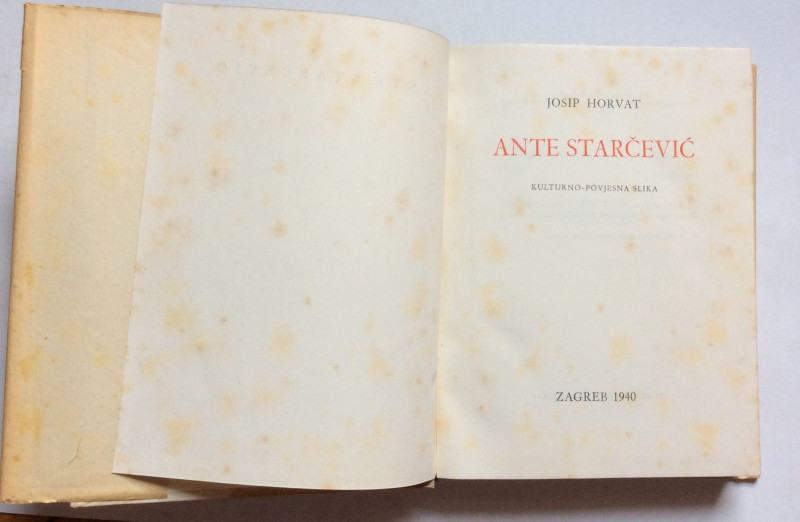 JOSIP HORVAT
ANTE STARČEVIĆ
KULTURNO-POVJESNA SLIKA
ZAGREB 1940